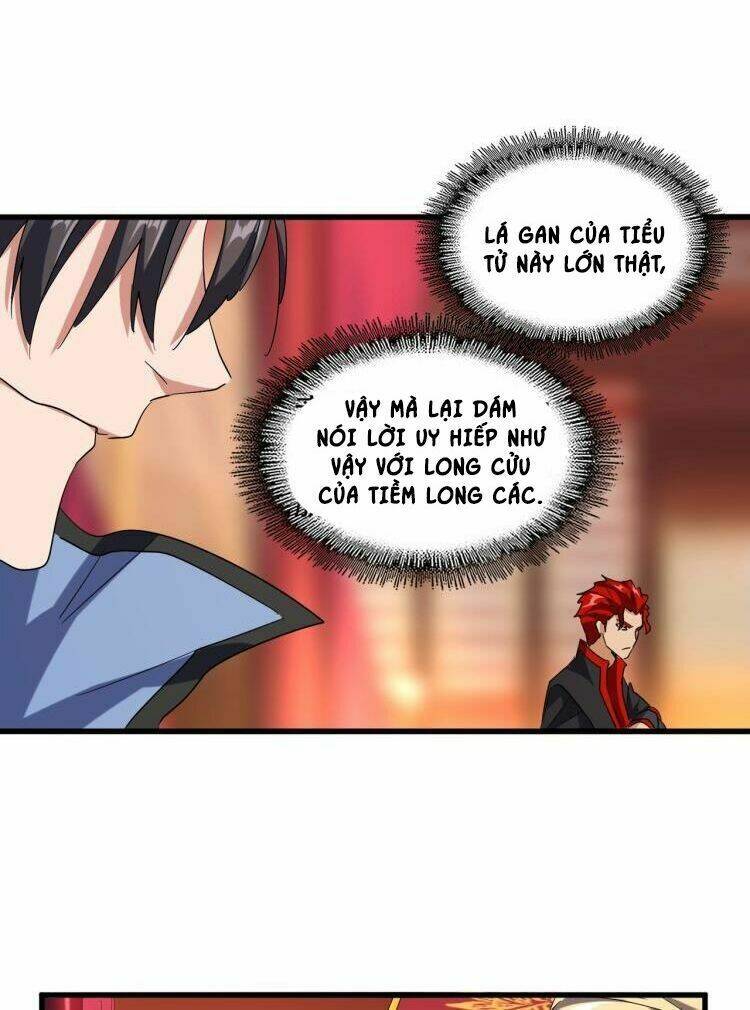 LÁ GAN CỦA TIỂU
TỬ NÀY LỚN THẬT,
VẬY MÀ LẠI DÁM
NÓI LỜI UY HIẾP NHƯ
VẬY VỚI LONG CỬU
CỦA TIỀM LONG CÁC.